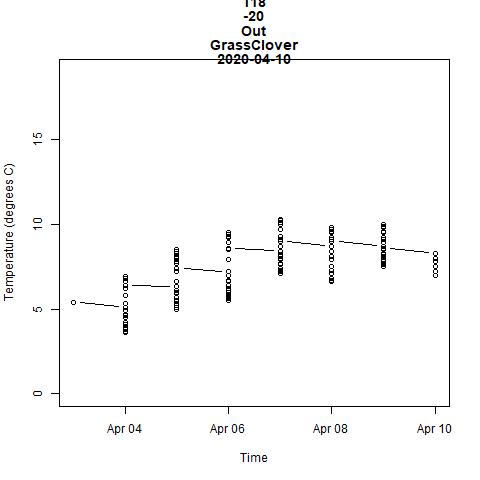 118
-20
Out
GrassClover
2020-04-10
Temperature (degrees C)
15
10
5
0
Apr 04
Apr 06
Apr 08
Apr 10
Time